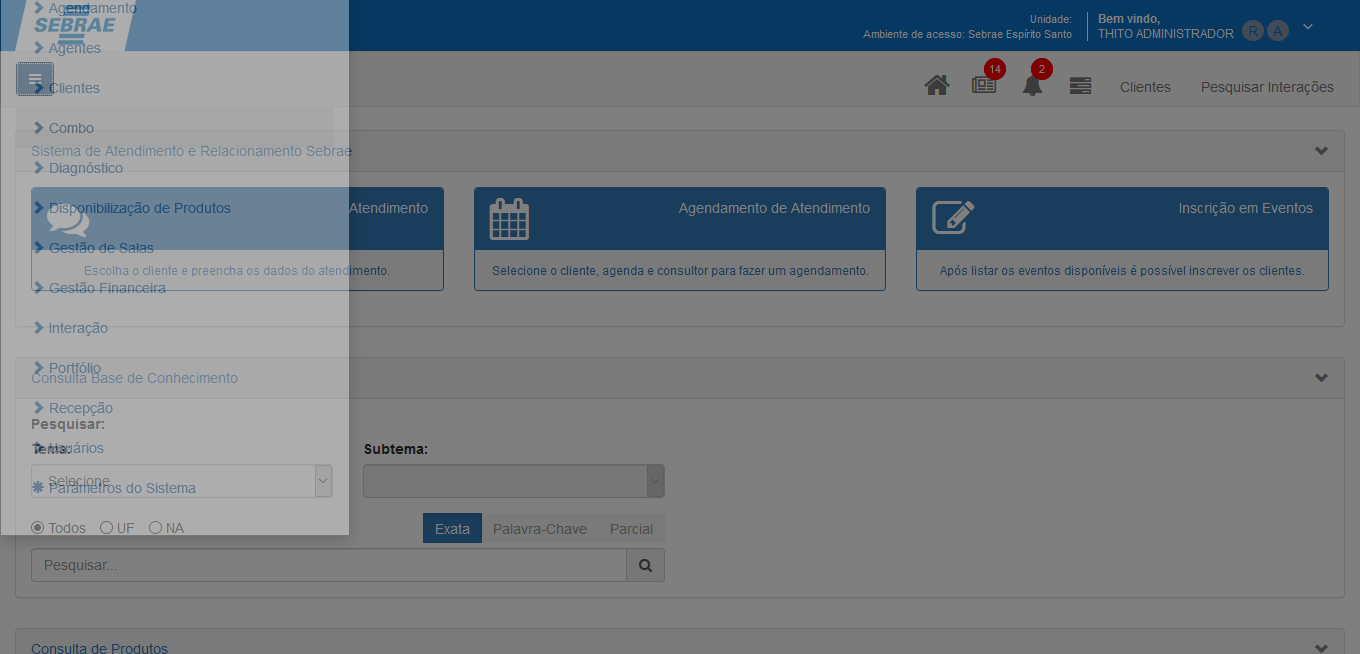 SEBRAE
Unidade:
Ambiente de acesso: Sebrae Espírito Santo
Bem vindo,
THITO ADMINISTRADOR
R A
14
2
Clientes
Pesquisar Interações
Agendamento
Agentes
Clientes
Combo
Diagnóstico
Disponibilização de Produtos
Gestão de Salas
Gestão Financeira
Interação
Portfólio
Recepção
Usuários
Parâmetros do Sistema
Sistema de Atendimento e Relacionamento Sebrae
Atendimento
Escolha o cliente e preencha os dados do atendimento.
Agendamento de Atendimento
Selecione o cliente, agenda e consultor para fazer um agendamento.
Inscrição em Eventos
Após listar os eventos disponíveis é possível inscrever os clientes.
Consulta Base de Conhecimento
Pesquisar:
Tema:
Subtema:
Selecione
Todos UF NA
Exata Palavra-Chave Parcial
Pesquisar...
Consulta de Produtos